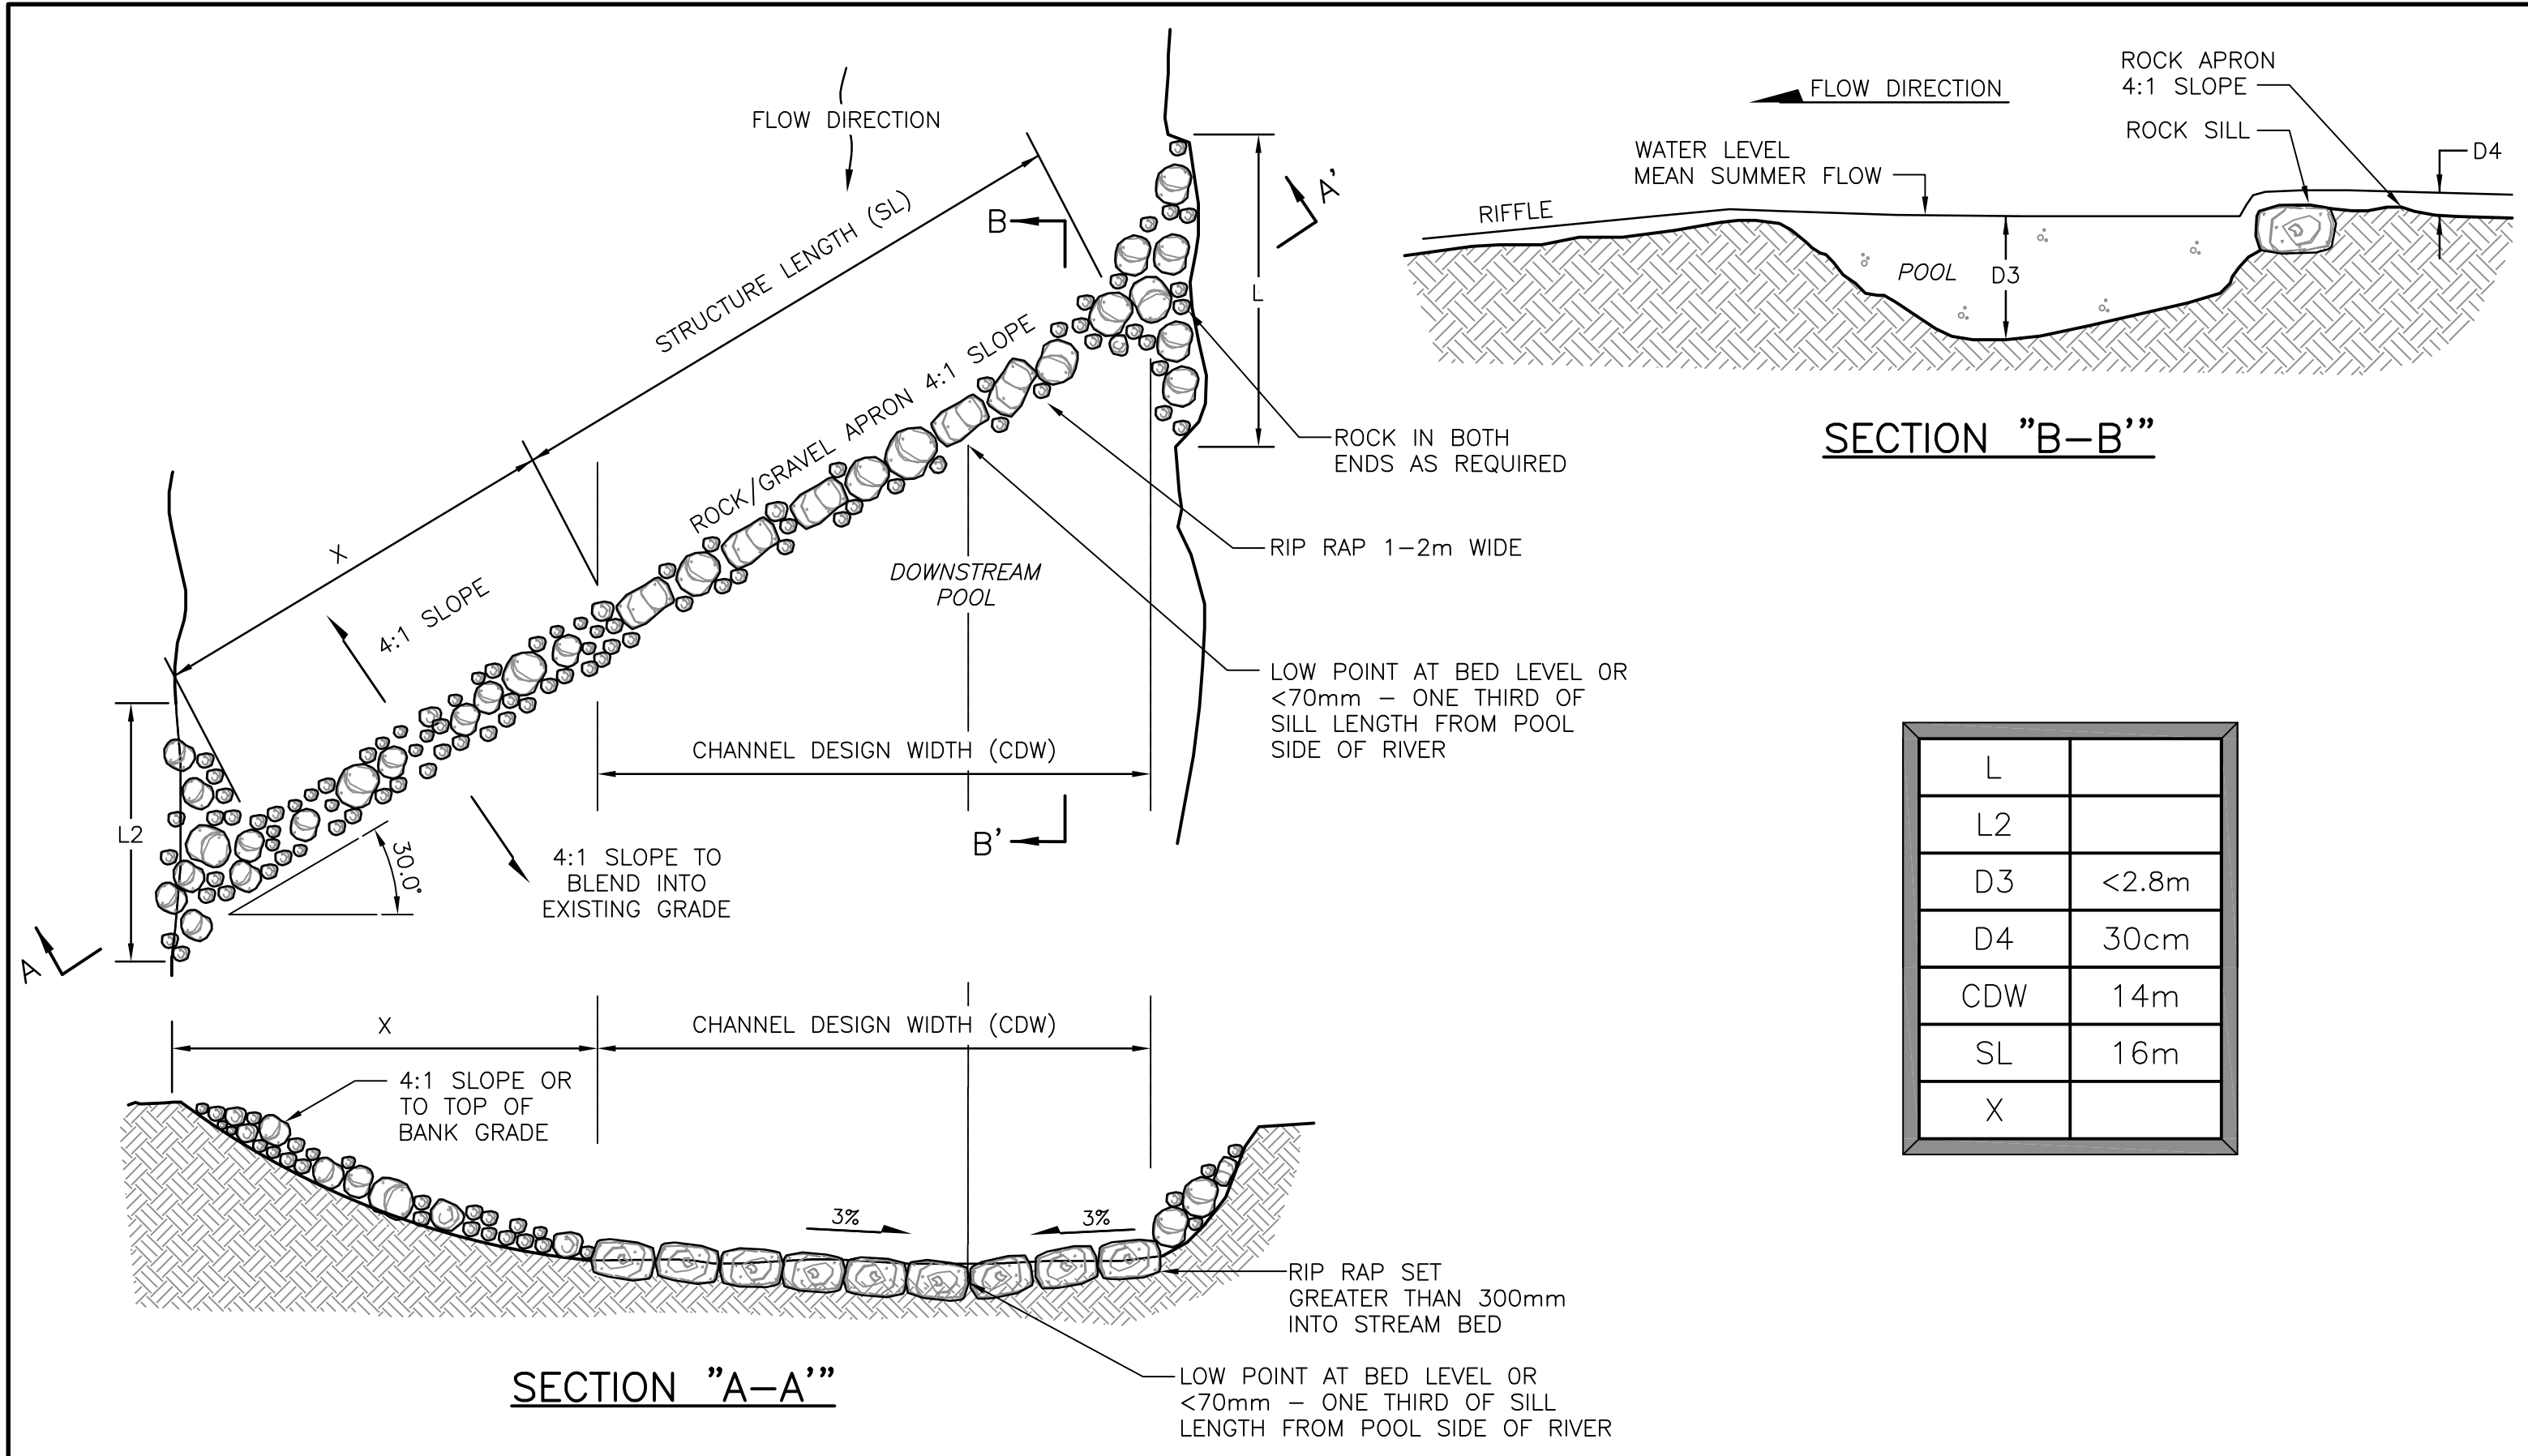 FLOW DIRECTION
STRUCTURE LENGTH (SL)
B
A'
L
X
ROCK/GRAVEL APRON 4:1 SLOPE
4:1 SLOPE
DOWNSTREAM
POOL
ROCK IN BOTH
ENDS AS REQUIRED
RIP RAP 1-2m WIDE
LOW POINT AT BED LEVEL OR
<70mm – ONE THIRD OF
SILL LENGTH FROM POOL
SIDE OF RIVER
CHANNEL DESIGN WIDTH (CDW)
L2
30.0°
B'
4:1 SLOPE TO
BLEND INTO
EXISTING GRADE
A
FLOW DIRECTION
ROCK APRON
4:1 SLOPE
ROCK SILL
D4
WATER LEVEL
MEAN SUMMER FLOW
RIFFLE
POOL
D3
SECTION "B-B'"
L
L2
D3 <2.8m
D4 30cm
CDW 14m
SL 16m
X
X
CHANNEL DESIGN WIDTH (CDW)
4:1 SLOPE OR
TO TOP OF
BANK GRADE
3%
3%
RIP RAP SET
GREATER THAN 300mm
INTO STREAM BED
LOW POINT AT BED LEVEL OR
<70mm – ONE THIRD OF SILL
LENGTH FROM POOL SIDE OF RIVER
SECTION "A-A'"